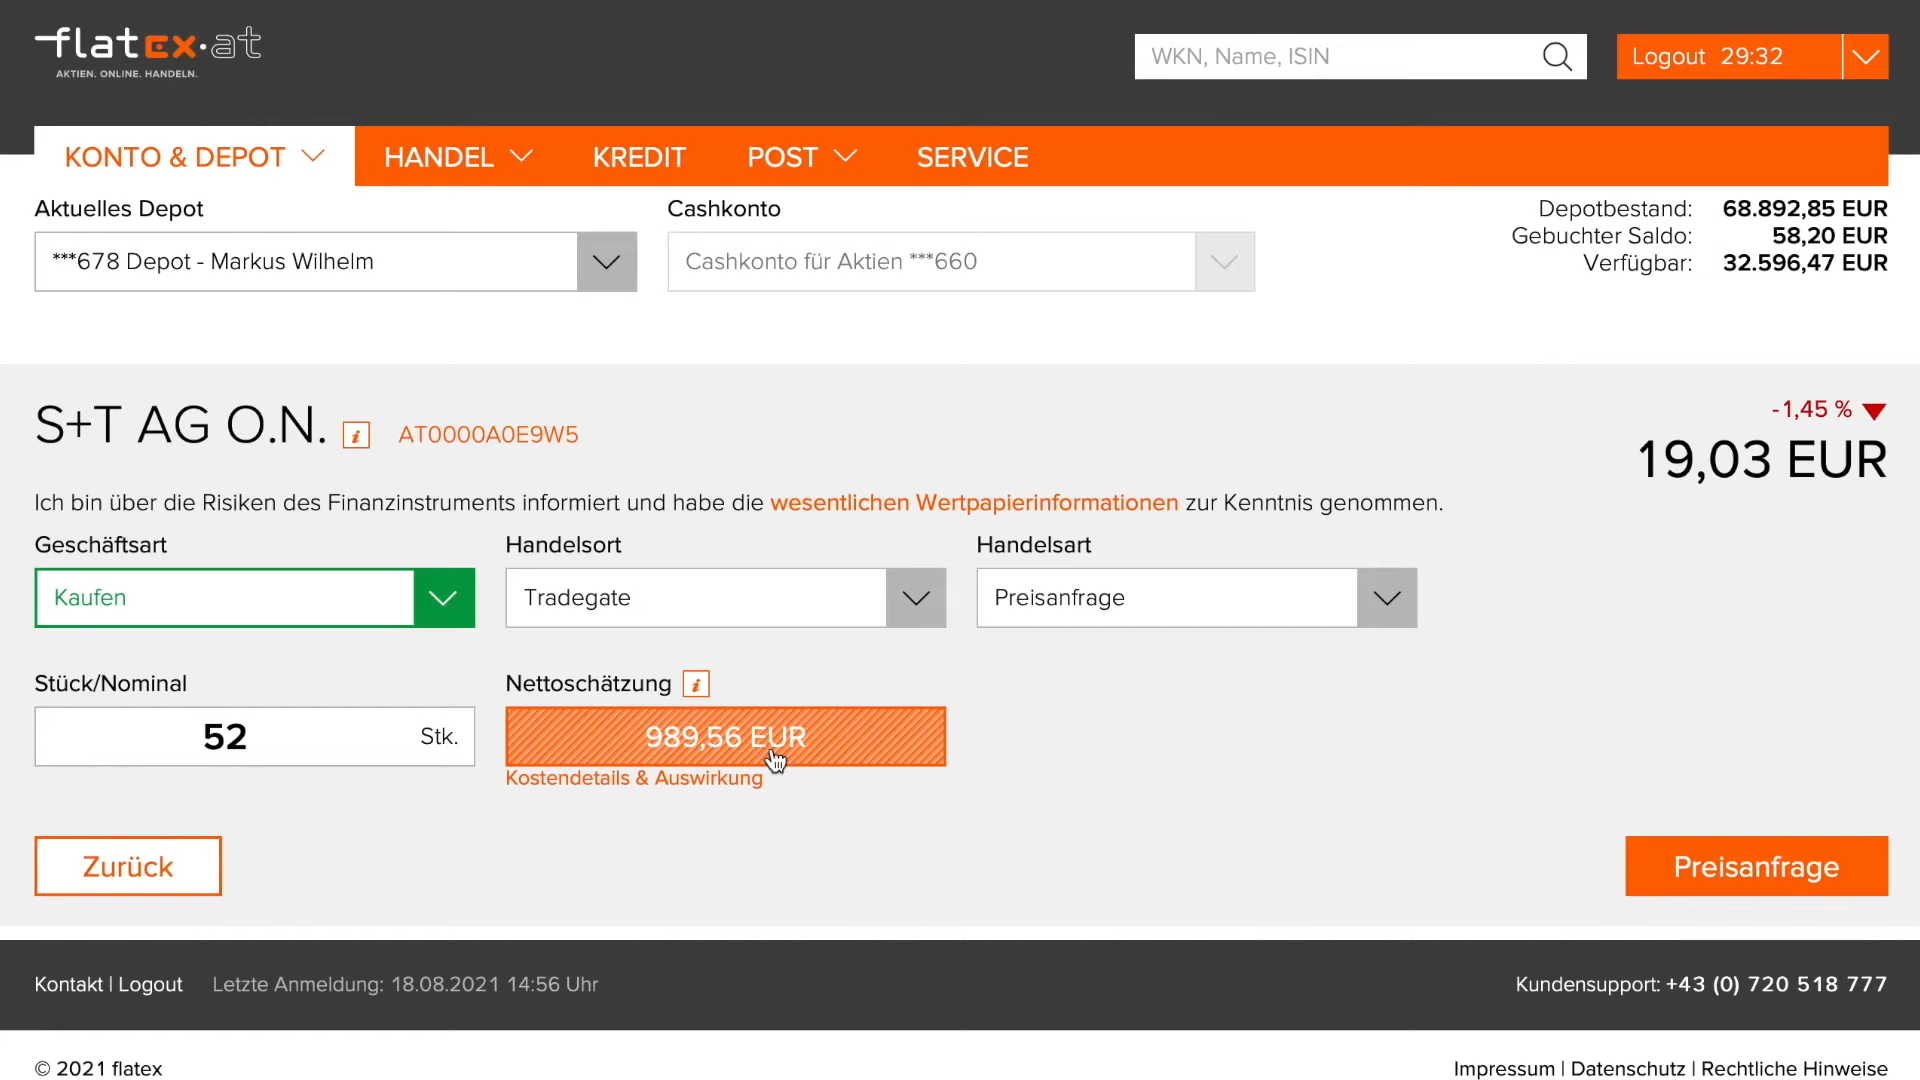 flatex.at
AKTIEN. ONLINE. HANDELN.
WKN, Name, ISIN
Logout 29:32
KONTO & DEPOT
HANDEL
KREDIT
POST
SERVICE
Aktuelles Depot
Cashkonto
***678 Depot - Markus Wilhelm
Cashkonto für Aktien ***660
Depotbestand: 68.892,85 EUR
Gebuchter Saldo: 58,20 EUR
Verfügbar: 32.596,47 EUR
S+T AG O.N. i AT0000A0E9W5
-1,45 %
19,03 EUR
Ich bin über die Risiken des Finanzinstruments informiert und habe die wesentlichen Wertpapierinformationen zur Kenntnis genommen.
Geschäftsart
Handelsort
Handelsart
Kaufen
Tradegate
Preisanfrage
Stück/Nominal
Nettoschätzung i
52 Stk.
989,56 EUR
Kostendetails & Auswirkung
Zurück
Preisanfrage
Kontakt | Logout
Letzte Anmeldung: 18.08.2021 14:56 Uhr
Kundensupport: +43 (0) 720 518 777
© 2021 flatex
Impressum | Datenschutz | Rechtliche Hinweise